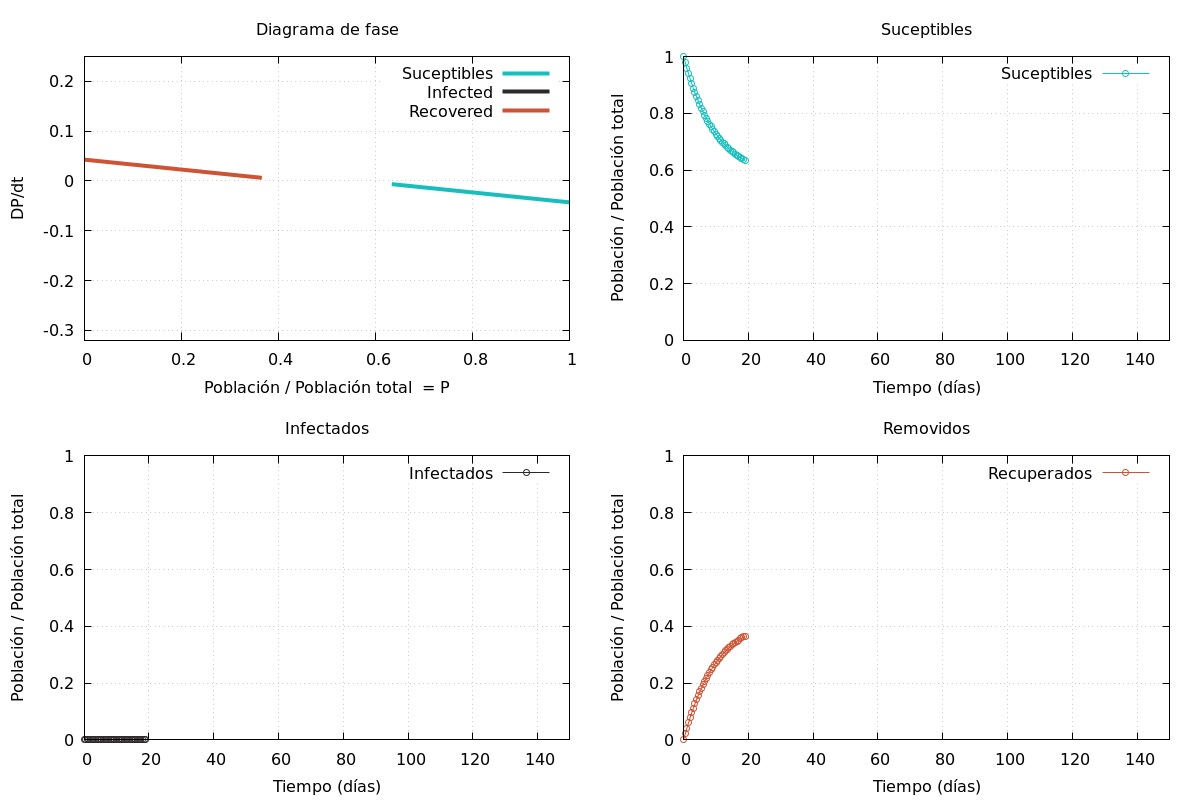 Diagrama de fase
DP/dt
0.2
0.1
0
-0.1
-0.2
-0.3
Suceptibles
Infected
Recovered
0 0.2 0.4 0.6 0.8 1
Población / Población total = P
Suceptibles
Población / Población total
1
0.8
0.6
0.4
0.2
0
Suceptibles
0 20 40 60 80 100 120 140
Tiempo (días)
Infectados
Población / Población total
1
0.8
0.6
0.4
0.2
0
Infectados
0 20 40 60 80 100 120 140
Tiempo (días)
Removidos
Población / Población total
1
0.8
0.6
0.4
0.2
0
Recuperados
0 20 40 60 80 100 120 140
Tiempo (días)